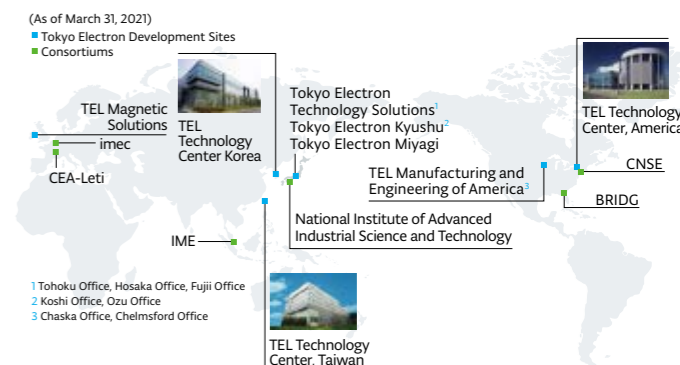 (As of March 31, 2021)
Tokyo Electron Development Sites
Consortiums
TEL Magnetic
Solutions
imec
CEA-Leti
TEL
Technology
Center Korea
Tokyo Electron
Technology Solutions1
Tokyo Electron Kyushu2
Tokyo Electron Miyagi
TEL Technology
Center, America
TEL Manufacturing and
Engineering of America3
CNSE
BRIDG
National Institute of Advanced
Industrial Science and Technology
IME
1 Tohoku Office, Hosaka Office, Fujii Office
2 Koshi Office, Ozu Office
3 Chaska Office, Chelmsford Office
TEL Technology
Center, Taiwan